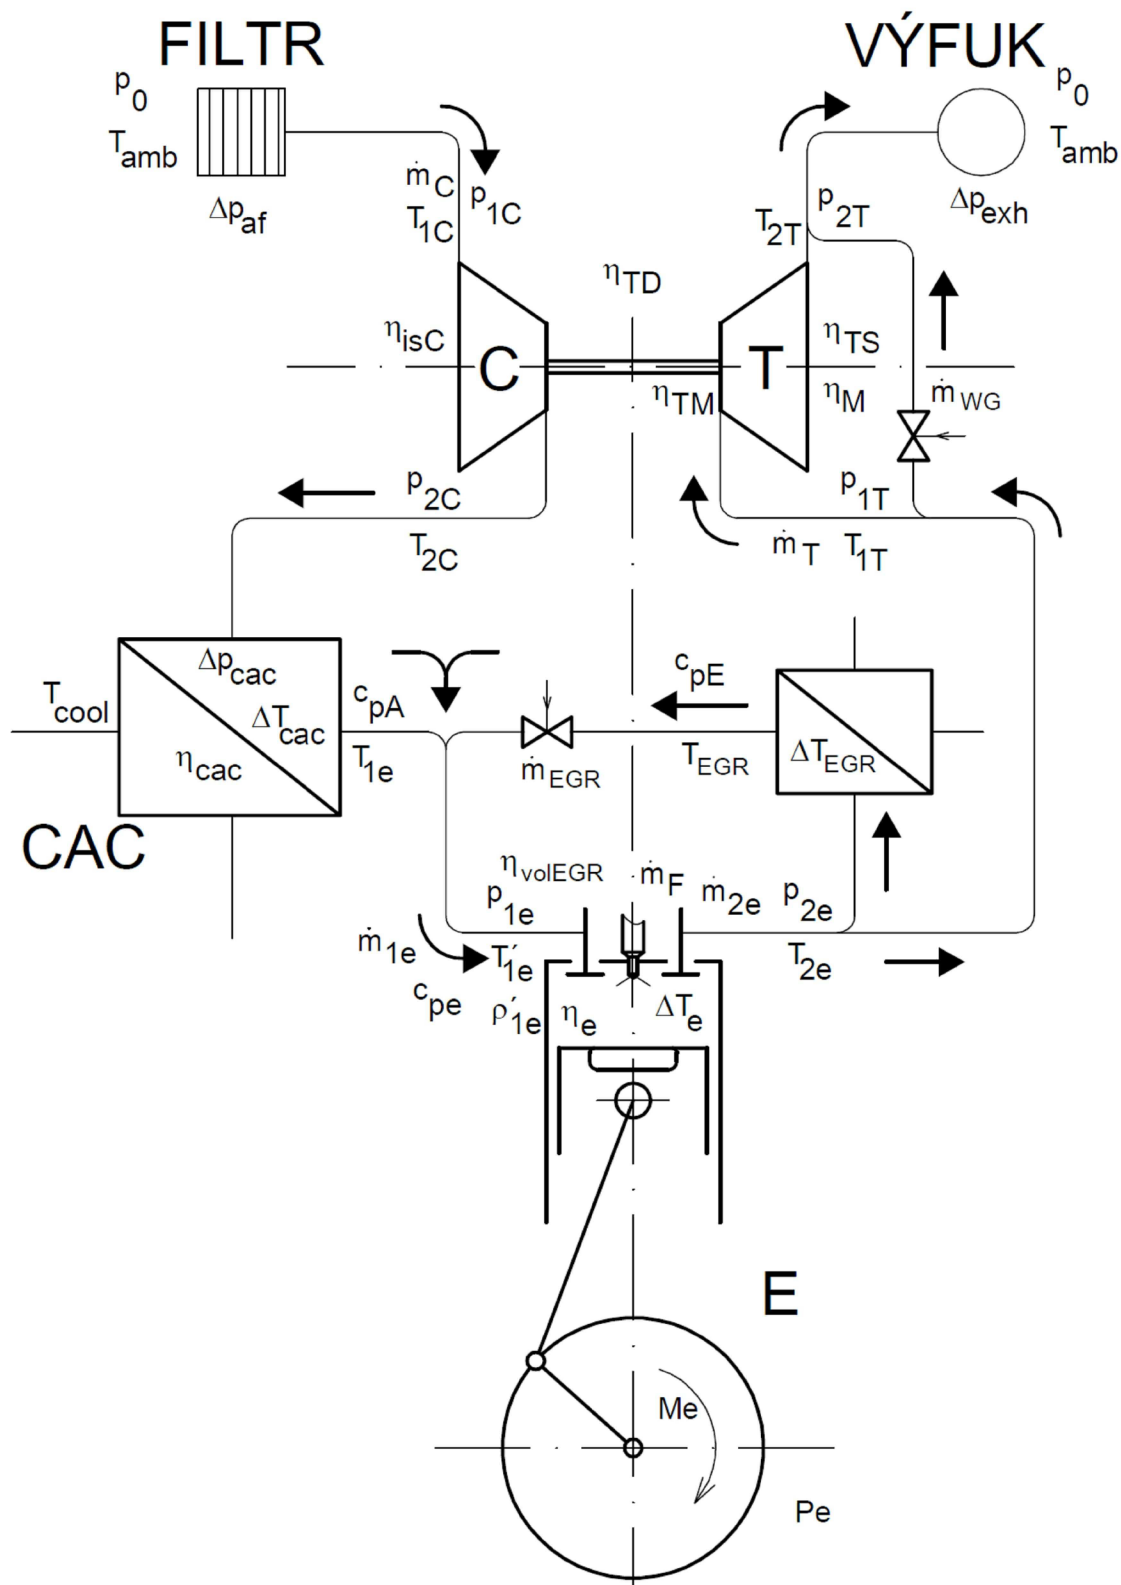 FILTR
VÝFUK
p0
Tamb
Δpaf
ṁC
p1C
T1C
p0
Tamb
Δpexh
p2T
T2T
ηTD
ηisC
C
T
ηTS
ηTM
ηM
ṁWG
p2C
T2C
p1T
ṁT
T1T
Tcool
Δpcac
ΔTcac
ηcac
cpA
T1e
CAC
cpE
ṁEGR
TEGR
ΔTEGR
ηvolEGR
ṁF
ṁ2e
p2e
p1e
ṁ1e
T′1e
T2e
cpe
ρ′1e
ηe
ΔTe
E
Me
Pe